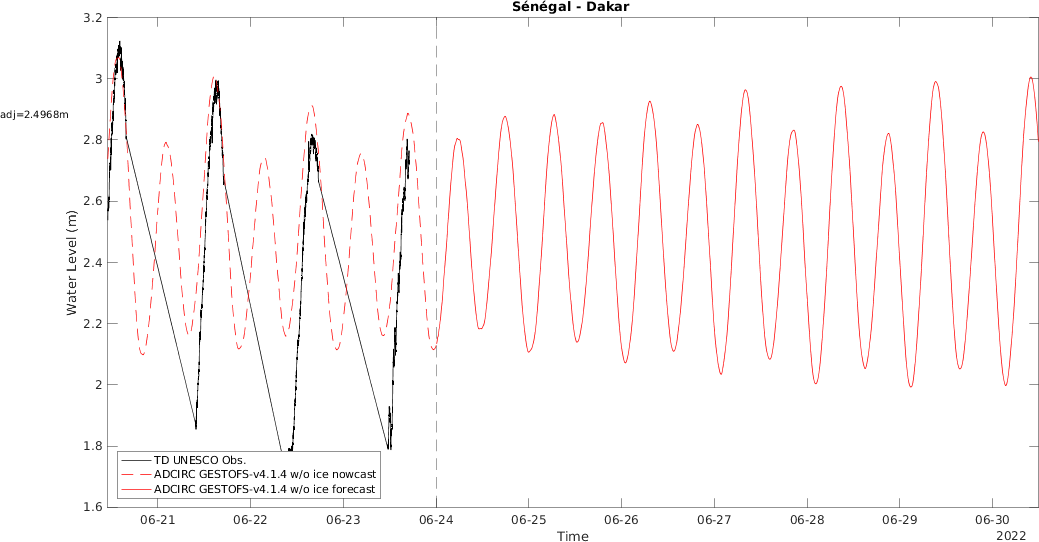 Sénégal - Dakar
3.2
3
adj=2.4968m
2.8
2.6
2.4
2.2
2
1.8
1.6
Water Level (m)
TD UNESCO Obs.
ADCIRC GESTOFS-v4.1.4 w/o ice nowcast
ADCIRC GESTOFS-v4.1.4 w/o ice forecast
06-21 06-22 06-23 06-24 06-25 06-26 06-27 06-28 06-29 06-30
Time
2022